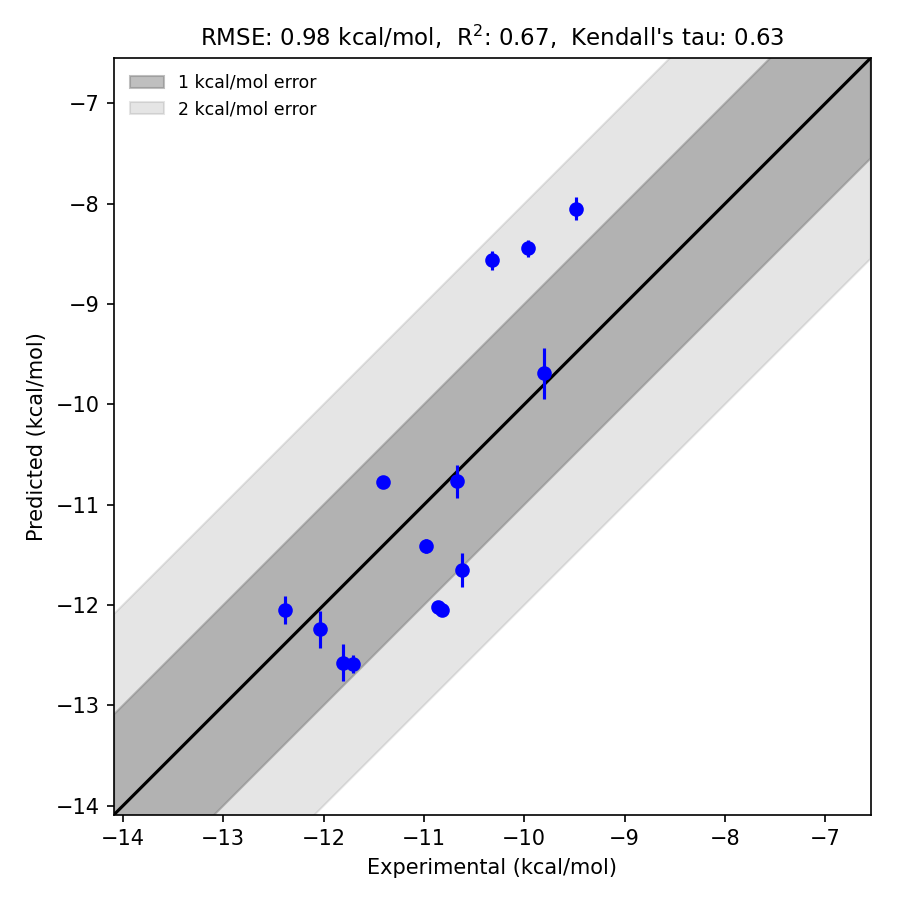 RMSE: 0.98 kcal/mol,  R²: 0.67,  Kendall's tau: 0.63
1 kcal/mol error
2 kcal/mol error
Predicted (kcal/mol)
−7
−8
−9
−10
−11
−12
−13
−14
−14 −13 −12 −11 −10 −9 −8 −7
Experimental (kcal/mol)